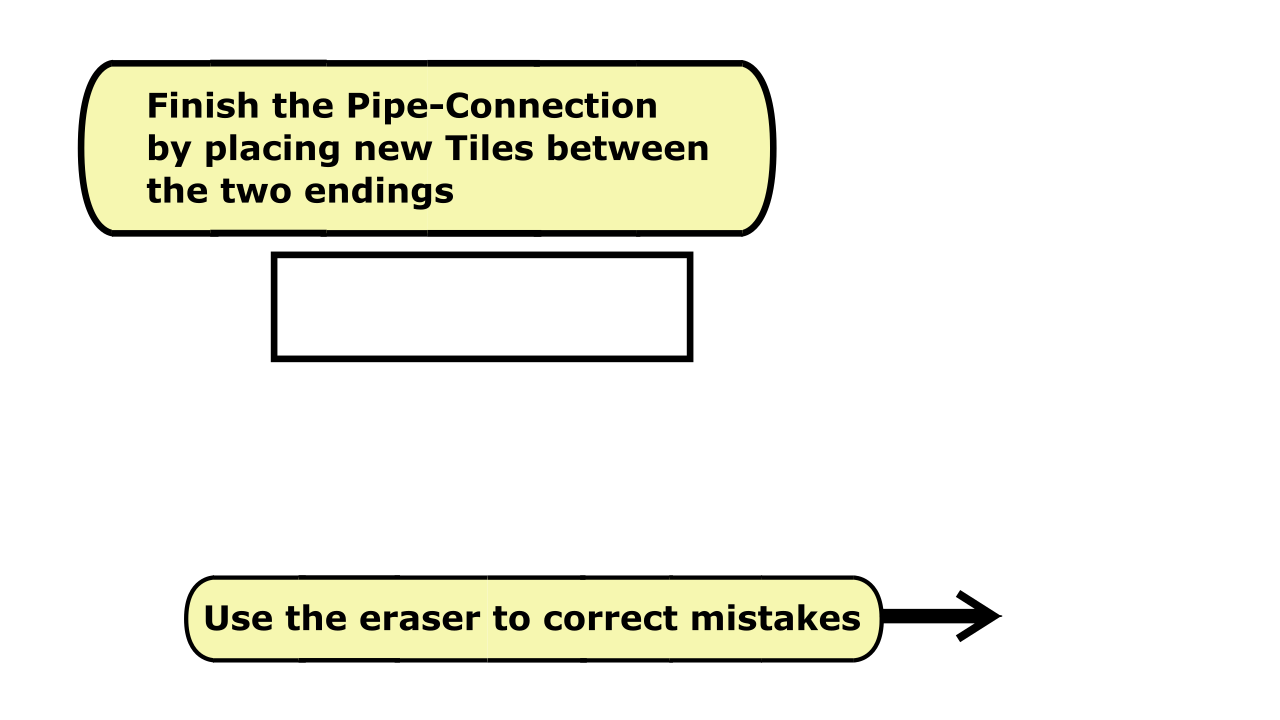 Finish the Pipe-Connection
by placing new Tiles between
the two endings
Use the eraser to correct mistakes